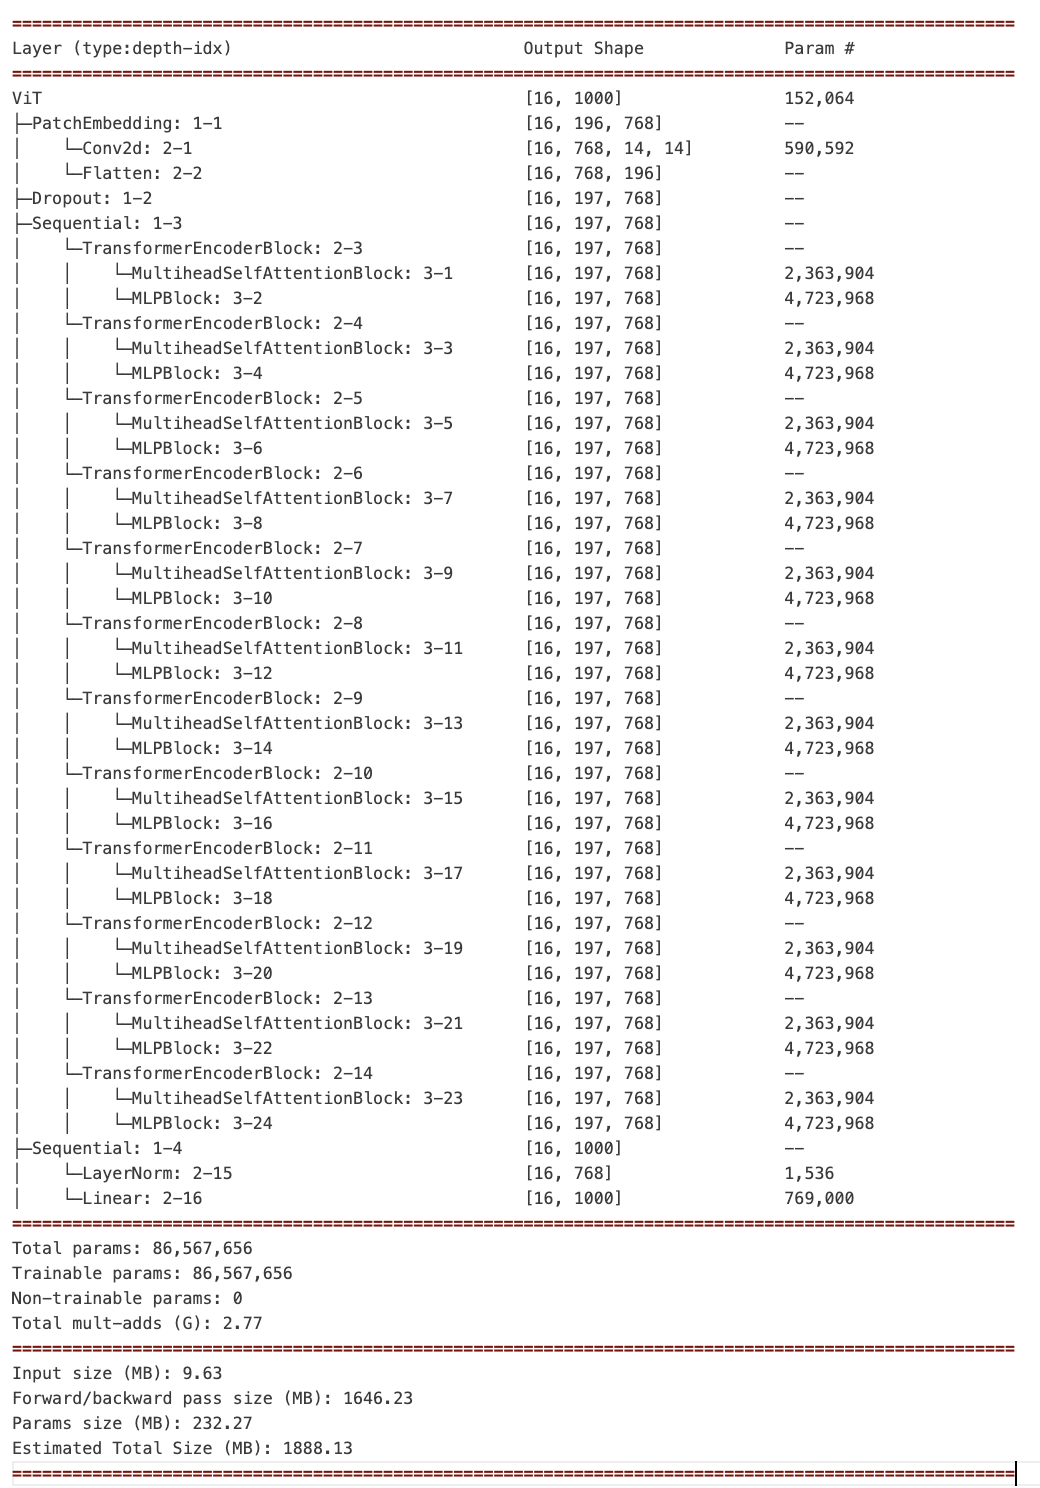 ====================================================================================================
Layer (type:depth-idx)                             Output Shape              Param #
====================================================================================================
ViT                                                [16, 1000]                152,064
├─PatchEmbedding: 1-1                              [16, 196, 768]            --
│    └─Conv2d: 2-1                                 [16, 768, 14, 14]         590,592
│    └─Flatten: 2-2                                [16, 768, 196]            --
├─Dropout: 1-2                                     [16, 197, 768]            --
├─Sequential: 1-3                                  [16, 197, 768]            --
│    └─TransformerEncoderBlock: 2-3                [16, 197, 768]            --
│    │    └─MultiheadSelfAttentionBlock: 3-1       [16, 197, 768]            2,363,904
│    │    └─MLPBlock: 3-2                          [16, 197, 768]            4,723,968
│    └─TransformerEncoderBlock: 2-4                [16, 197, 768]            --
│    │    └─MultiheadSelfAttentionBlock: 3-3       [16, 197, 768]            2,363,904
│    │    └─MLPBlock: 3-4                          [16, 197, 768]            4,723,968
│    └─TransformerEncoderBlock: 2-5                [16, 197, 768]            --
│    │    └─MultiheadSelfAttentionBlock: 3-5       [16, 197, 768]            2,363,904
│    │    └─MLPBlock: 3-6                          [16, 197, 768]            4,723,968
│    └─TransformerEncoderBlock: 2-6                [16, 197, 768]            --
│    │    └─MultiheadSelfAttentionBlock: 3-7       [16, 197, 768]            2,363,904
│    │    └─MLPBlock: 3-8                          [16, 197, 768]            4,723,968
│    └─TransformerEncoderBlock: 2-7                [16, 197, 768]            --
│    │    └─MultiheadSelfAttentionBlock: 3-9       [16, 197, 768]            2,363,904
│    │    └─MLPBlock: 3-10                         [16, 197, 768]            4,723,968
│    └─TransformerEncoderBlock: 2-8                [16, 197, 768]            --
│    │    └─MultiheadSelfAttentionBlock: 3-11      [16, 197, 768]            2,363,904
│    │    └─MLPBlock: 3-12                         [16, 197, 768]            4,723,968
│    └─TransformerEncoderBlock: 2-9                [16, 197, 768]            --
│    │    └─MultiheadSelfAttentionBlock: 3-13      [16, 197, 768]            2,363,904
│    │    └─MLPBlock: 3-14                         [16, 197, 768]            4,723,968
│    └─TransformerEncoderBlock: 2-10               [16, 197, 768]            --
│    │    └─MultiheadSelfAttentionBlock: 3-15      [16, 197, 768]            2,363,904
│    │    └─MLPBlock: 3-16                         [16, 197, 768]            4,723,968
│    └─TransformerEncoderBlock: 2-11               [16, 197, 768]            --
│    │    └─MultiheadSelfAttentionBlock: 3-17      [16, 197, 768]            2,363,904
│    │    └─MLPBlock: 3-18                         [16, 197, 768]            4,723,968
│    └─TransformerEncoderBlock: 2-12               [16, 197, 768]            --
│    │    └─MultiheadSelfAttentionBlock: 3-19      [16, 197, 768]            2,363,904
│    │    └─MLPBlock: 3-20                         [16, 197, 768]            4,723,968
│    └─TransformerEncoderBlock: 2-13               [16, 197, 768]            --
│    │    └─MultiheadSelfAttentionBlock: 3-21      [16, 197, 768]            2,363,904
│    │    └─MLPBlock: 3-22                         [16, 197, 768]            4,723,968
│    └─TransformerEncoderBlock: 2-14               [16, 197, 768]            --
│    │    └─MultiheadSelfAttentionBlock: 3-23      [16, 197, 768]            2,363,904
│    │    └─MLPBlock: 3-24                         [16, 197, 768]            4,723,968
├─Sequential: 1-4                                  [16, 1000]                --
│    └─LayerNorm: 2-15                             [16, 768]                 1,536
│    └─Linear: 2-16                                [16, 1000]                769,000
====================================================================================================
Total params: 86,567,656
Trainable params: 86,567,656
Non-trainable params: 0
Total mult-adds (G): 2.77
====================================================================================================
Input size (MB): 9.63
Forward/backward pass size (MB): 1646.23
Params size (MB): 232.27
Estimated Total Size (MB): 1888.13
====================================================================================================